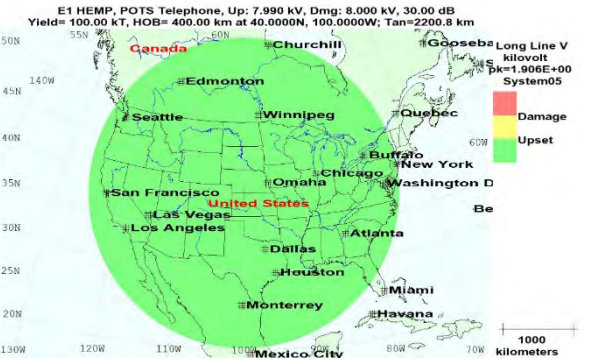 E1 HEMP, POTS Telephone, Up: 7.990 kV, Dmg: 8.000 kV, 30.00 dB
Yield= 100.00 kT, HOB= 400.00 km at 40.0000N, 100.0000W; Tan=2200.8 km
50N
55N
60N
Canada
Churchill
Gooseba
Long Line V
kilovolt
pk=1.906E+00
System05
140W
Edmonton
45N
Seattle
Winnipeg
Quebec
Damage
40N
60W
Upset
Buffalo
New York
Chicago
35N
Omaha
Washington D
San Francisco
United States
Be
Las Vegas
30N
Los Angeles
Atlanta
Dallas
25N
Houston
Miami
20N
Monterrey
Havana
1000
kilometers
130W
120W
110W
100W
90W
80W
70W
Mexico City